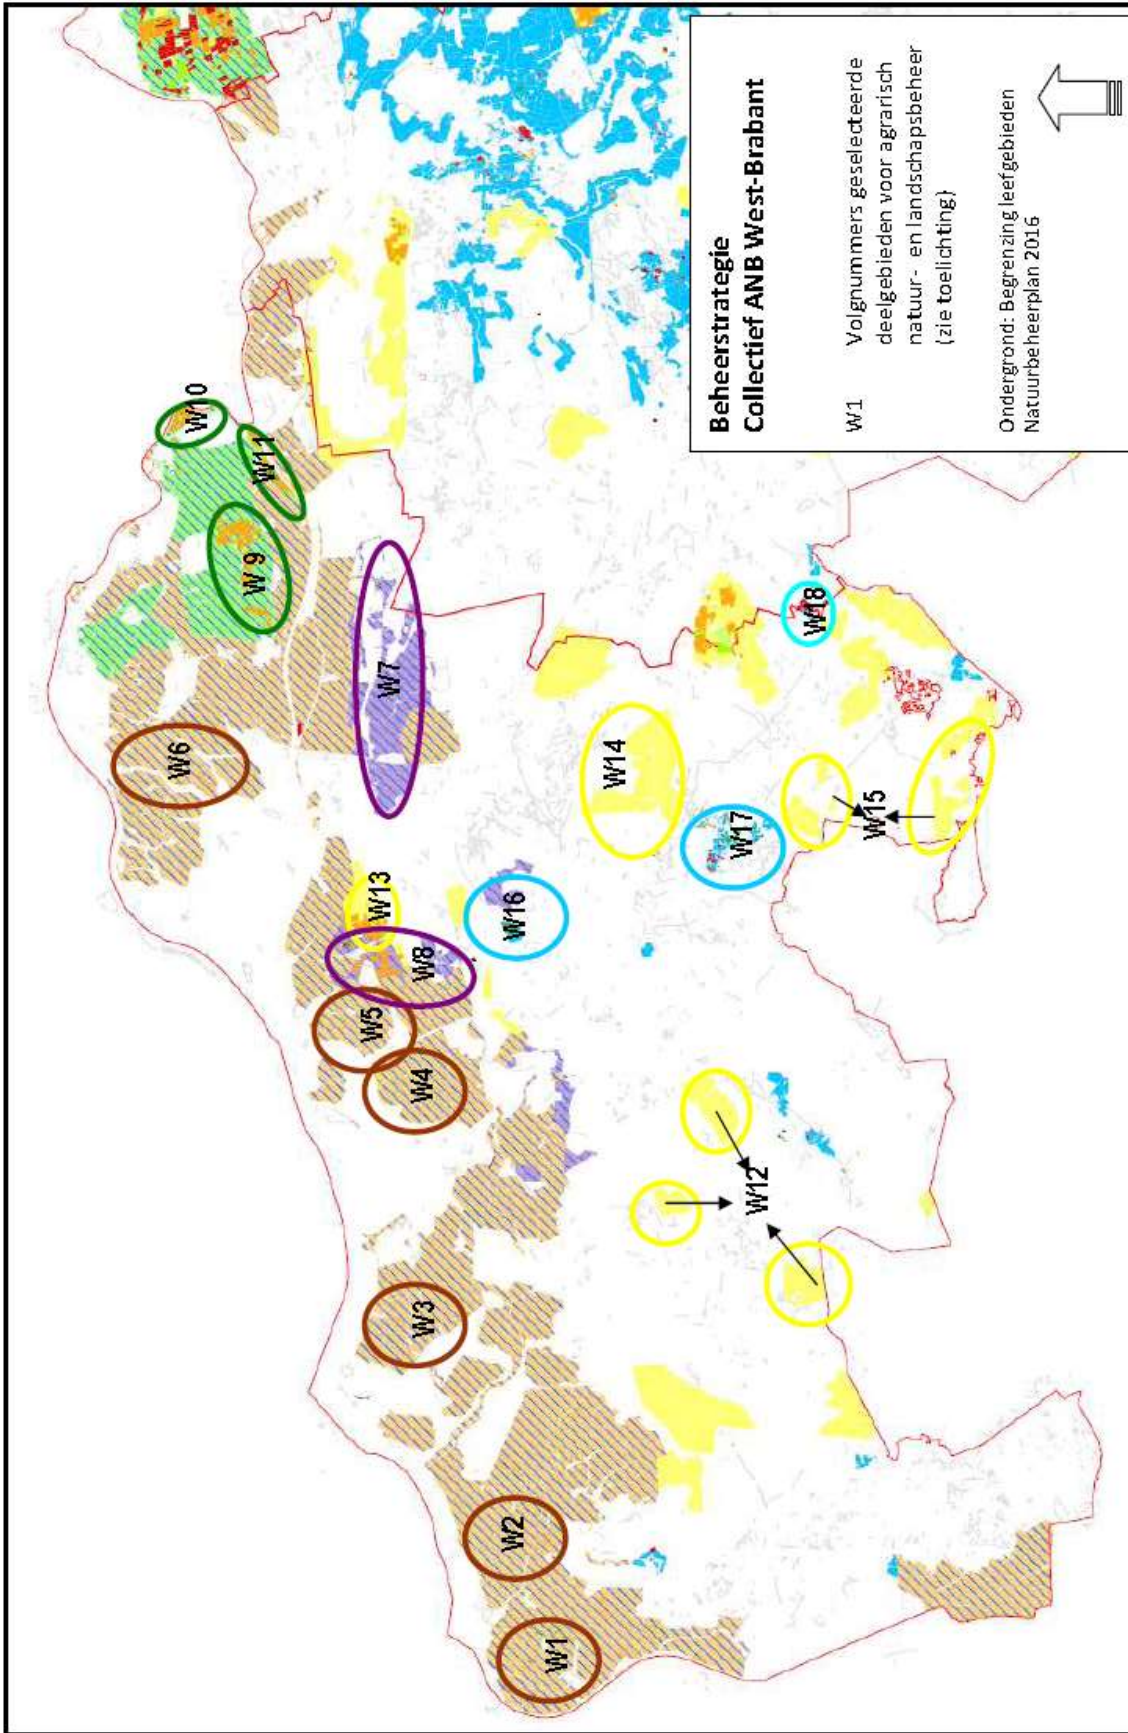 Beheerstrategie
Collectief ANB West-Brabant
W1 Volgnummers geselecteerde
deelgebieden voor agrarisch
natuur- en landschapsbeheer
(zie toelichting)
Ondergrond: Begrenzing leefgebieden
Natuurbeheerplan 2016
W1
W2
W3
W4
W5
W6
W7
W8
W9
W10
W11
W12
W13
W14
W15
W16
W17
W18